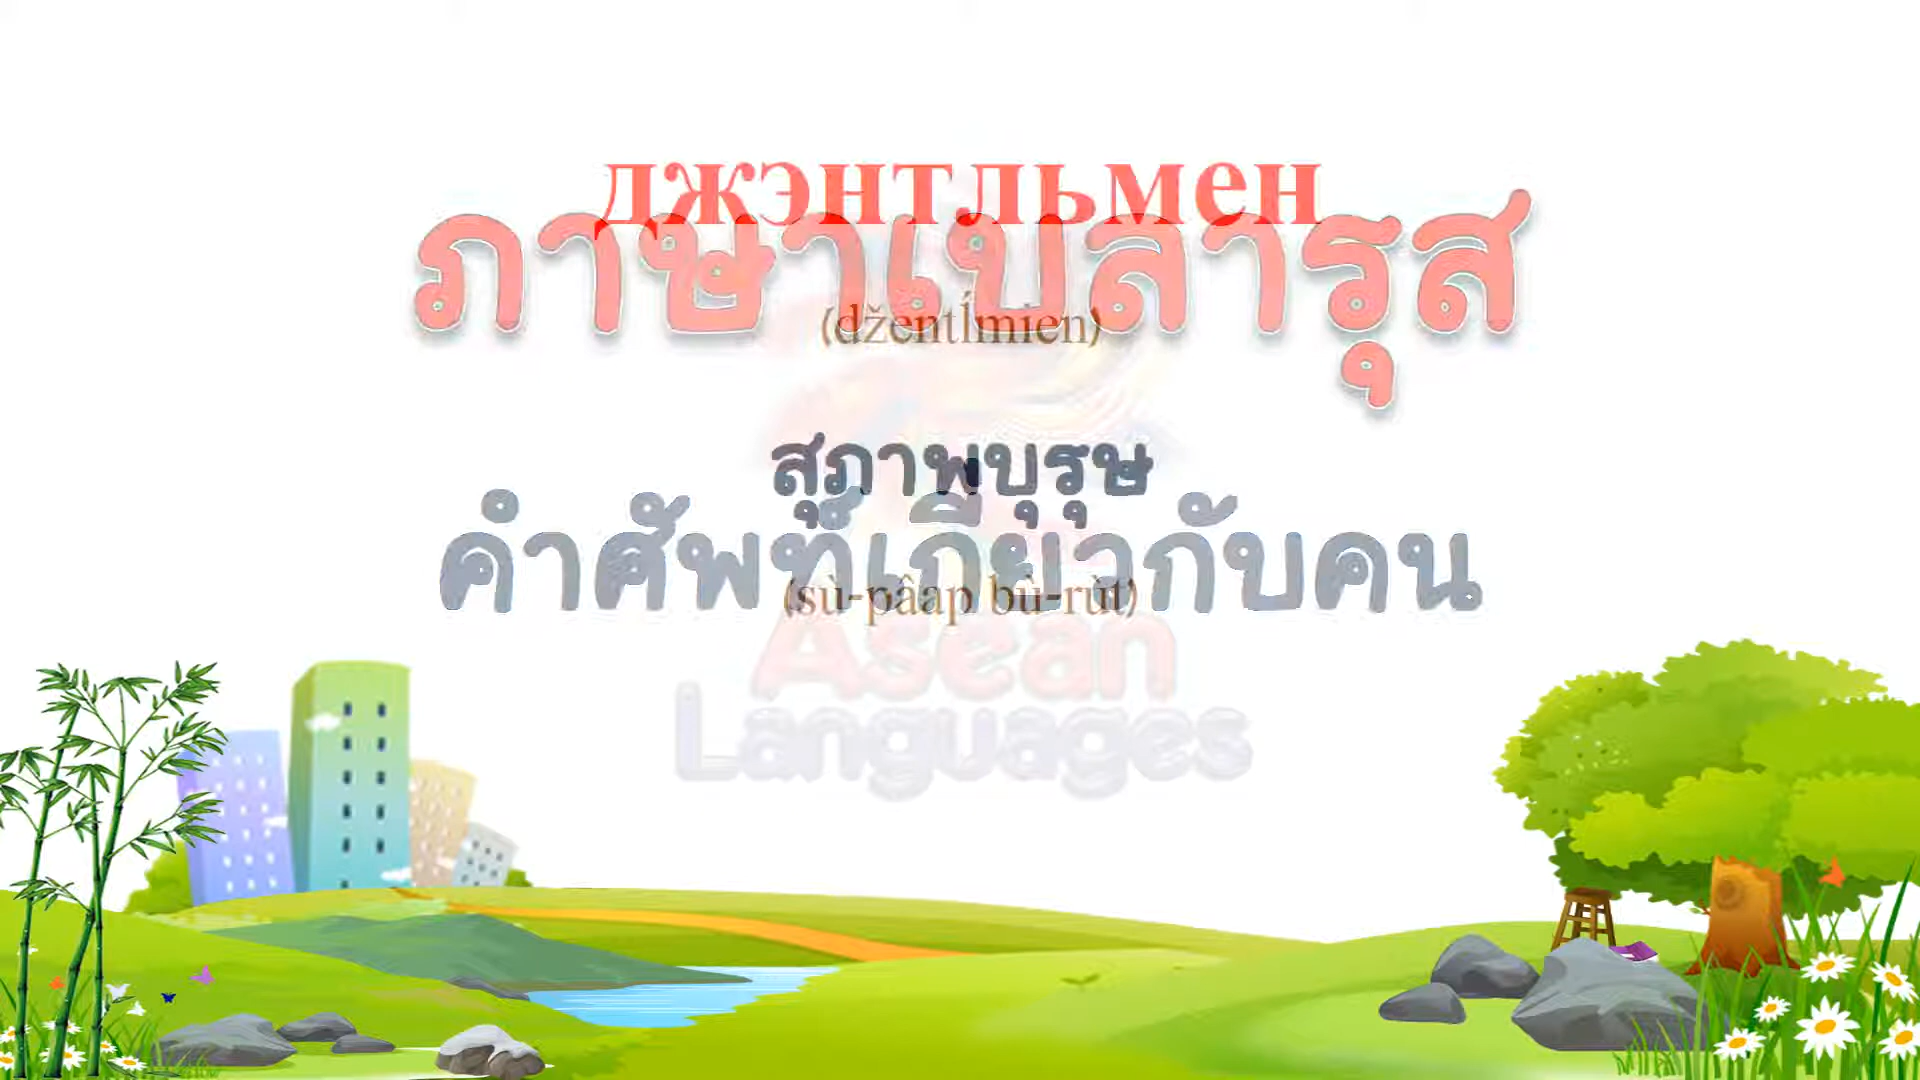 джэнтльмен
ภาษาเบลารุส
(džentĺmien)
สุภาพบุรุษ
คำศัพท์เกี่ยวกับคน
(sù-pâap bù-rùt)
Asean
Languages